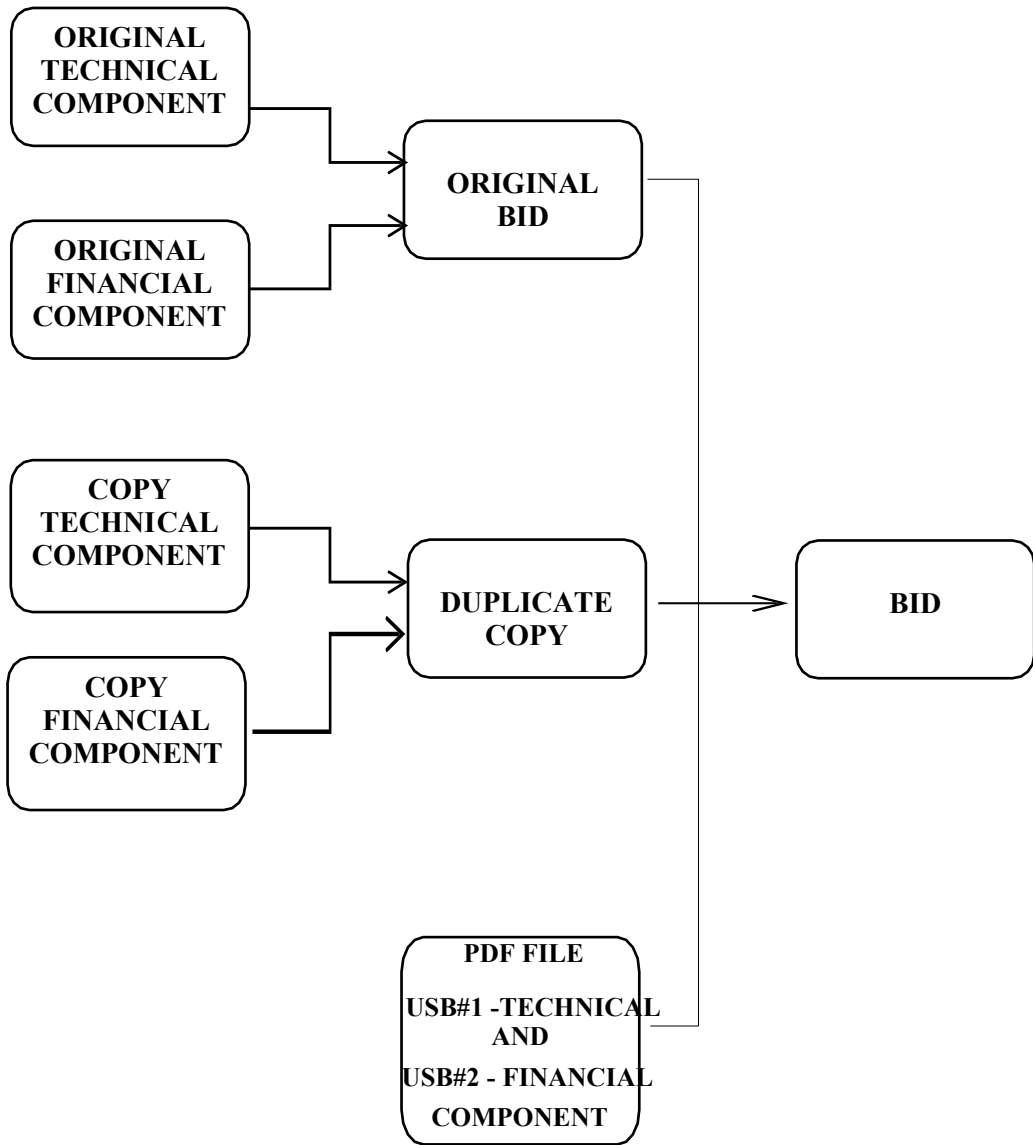 ORIGINAL
TECHNICAL
COMPONENT
ORIGINAL
BID
ORIGINAL
FINANCIAL
COMPONENT
COPY
TECHNICAL
COMPONENT
DUPLICATE
COPY
BID
COPY
FINANCIAL
COMPONENT
PDF FILE
USB#1 -TECHNICAL
AND
USB#2 - FINANCIAL
COMPONENT